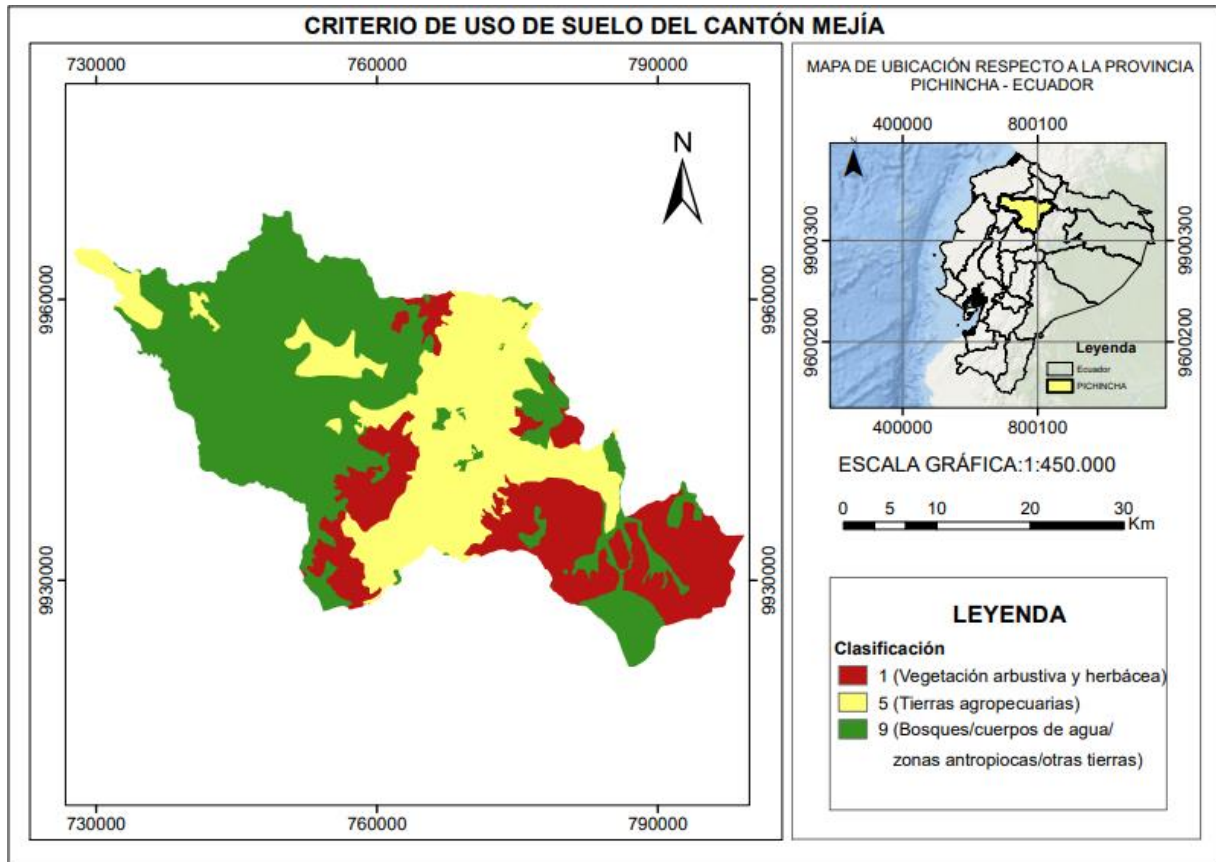 CRITERIO DE USO DE SUELO DEL CANTÓN MEJÍA
730000 760000 790000
N
9960000 9960000
9930000 9930000
730000 760000 790000
MAPA DE UBICACIÓN RESPECTO A LA PROVINCIA
PICHINCHA - ECUADOR
400000 800100
9900300 9900300
9600200 9600200
Leyenda
Ecuador
PICHINCHA
400000 800100
ESCALA GRÁFICA:1:450.000
0 5 10 20 30
Km
LEYENDA
Clasificación
1 (Vegetación arbustiva y herbácea)
5 (Tierras agropecuarias)
9 (Bosques/cuerpos de agua/
zonas antropiocas/otras tierras)